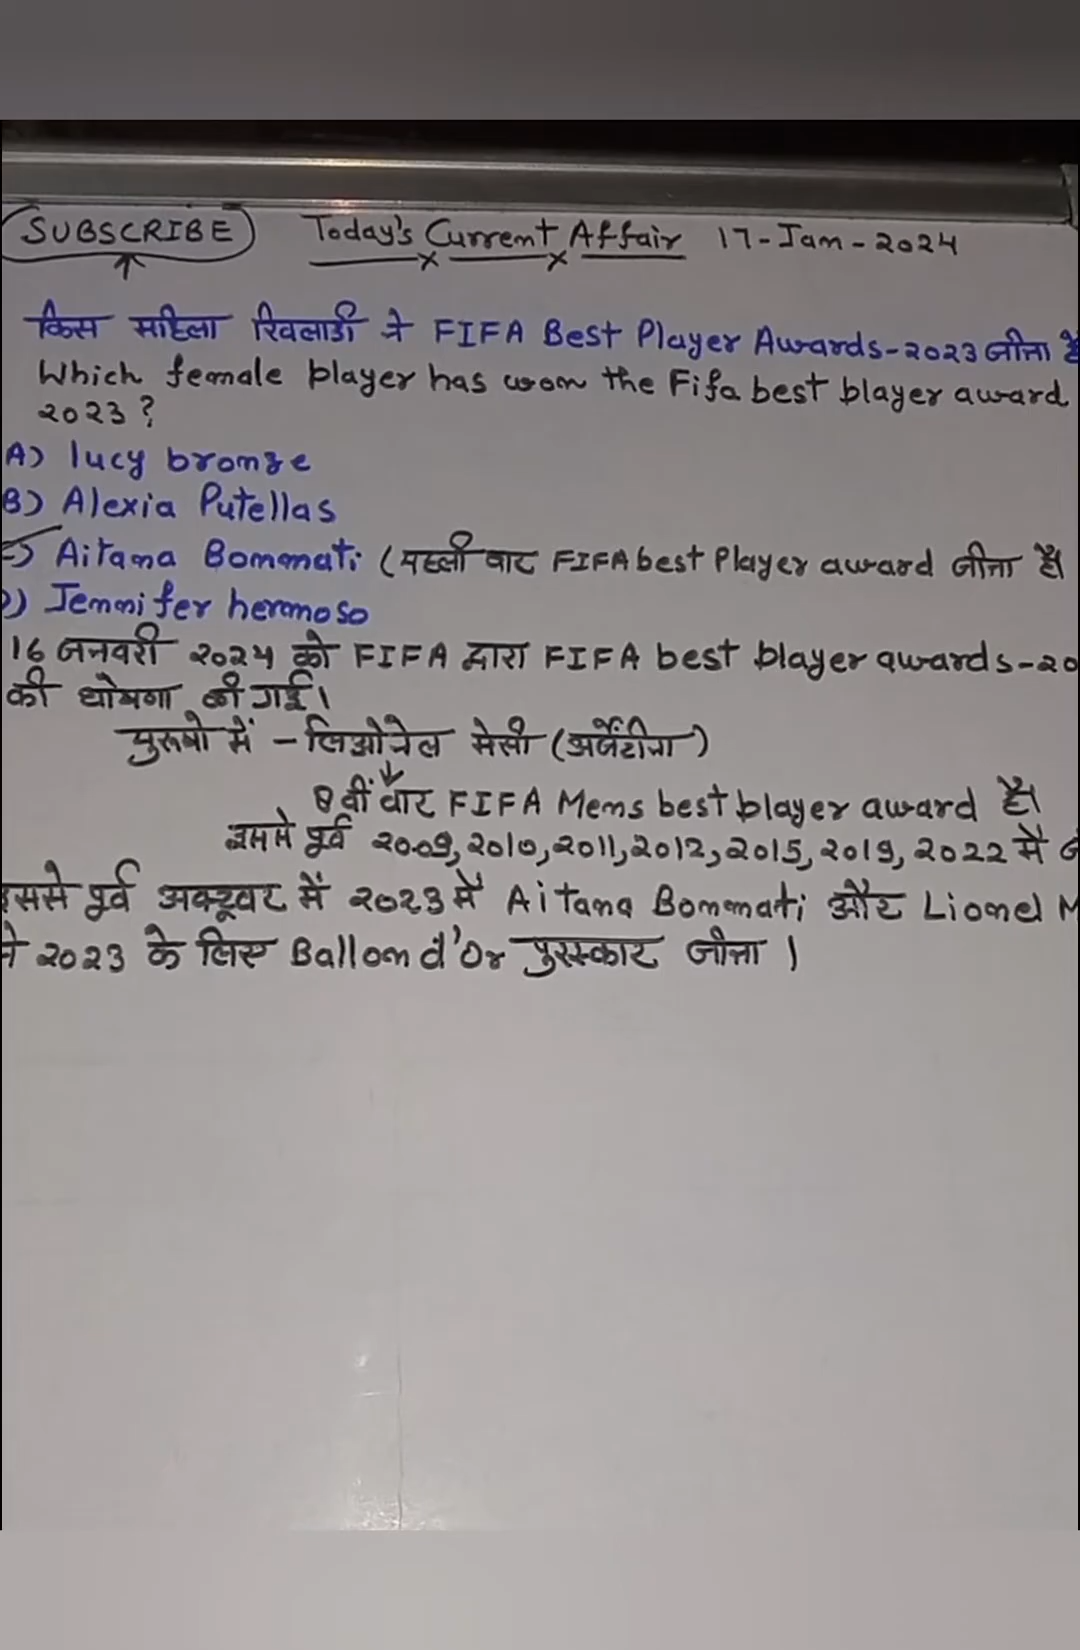 SUBSCRIBE Today's Current Affair 17-Jan-2024
किस महिला खिलाडी ने FIFA Best Player Awards-2023 जीता है
Which female player has won the Fifa best player award
2023?
A) lucy bronze
B) Alexia Putellas
C) Aitana Bonmati (पहली बार FIFA best Player award जीता है।
D) Jennifer hermoso
16 जनवरी 2024 को FIFA द्वारा FIFA best player awards-20
की घोषणा की गई।
पुरूषो में - लिओनेल मेसी (अर्जेंटीना)
8वीं बार FIFA Mens best player award है।
इससे पूर्व 2009, 2010, 2011, 2012, 2015, 2019, 2022 में
इससे पूर्व अक्टूबर में 2023 में Aitana Bonmati और Lionel M
ने 2023 के लिए Ballon d'Or पुरस्कार जीता।